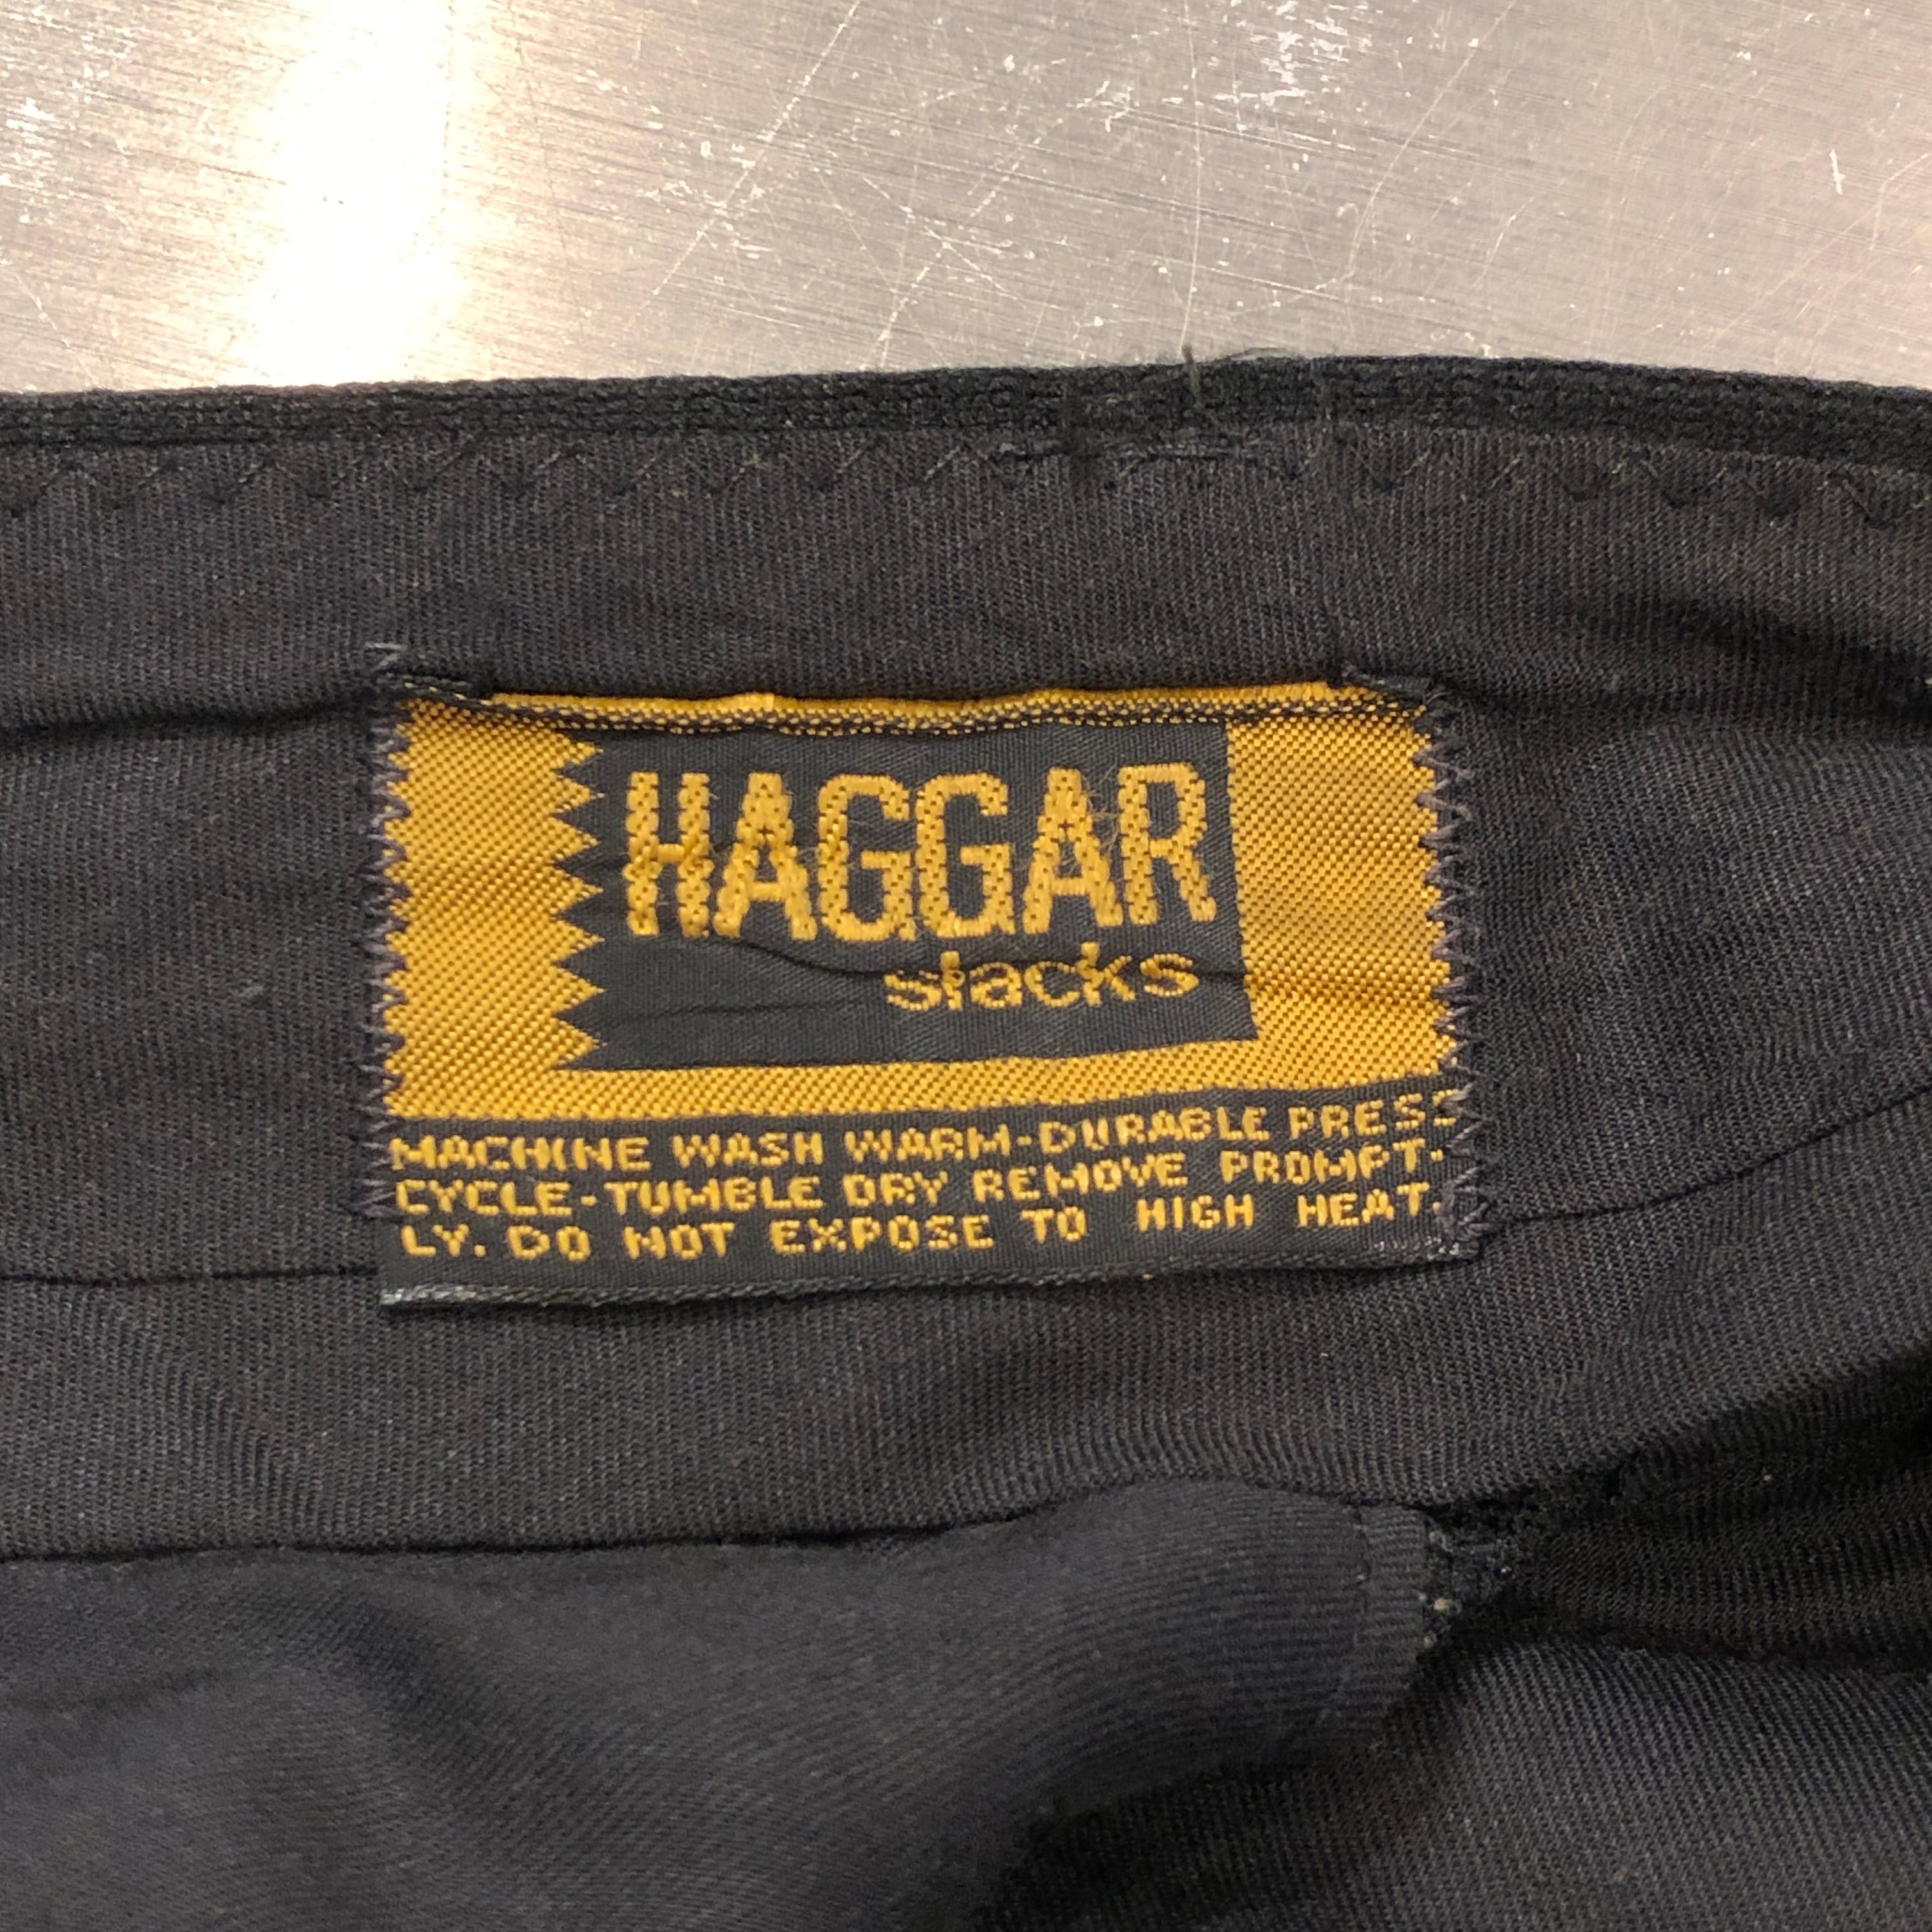 HAGGAR
slacks
MACHINE WASH WARM-DURABLE PRESS
CYCLE-TUMBLE DRY REMOVE PROMPT-
LY. DO NOT EXPOSE TO HIGH HEAT.